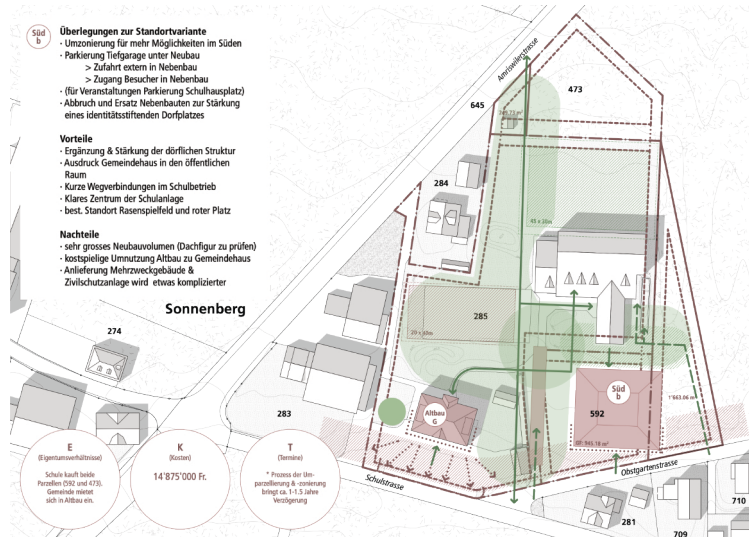 Süd
b
Überlegungen zur Standortvariante
· Umzonierung für mehr Möglichkeiten im Süden
· Parkierung Tiefgarage unter Neubau
> Zufahrt extern in Nebenbau
> Zugang Besucher in Nebenbau
· (für Veranstaltungen Parkierung Schulhausplatz)
· Abbruch und Ersatz Nebenbauten zur Stärkung
eines identitätsstiftenden Dorfplatzes
Vorteile
· Ergänzung & Stärkung der dörflichen Struktur
· Ausdruck Gemeindehaus in den öffentlichen
Raum
· Kurze Wegverbindungen im Schulbetrieb
· Klares Zentrum der Schulanlage
· best. Standort Rasenspielfeld und roter Platz
Nachteile
· sehr grosses Neubauvolumen (Dachfigur zu prüfen)
· kostspielige Umnutzung Altbau zu Gemeindehaus
· Anlieferung Mehrzweckgebäude &
Zivilschutzanlage wird etwas komplizierter
Sonnenberg
Amriswilerstrasse
473
645
284
45 x 30m
285
20 x 40m
274
283
Altbau
G
Süd
b
592
1'663.06 m²
GF: 945.18 m²
Schulstrasse
Obstgartenstrasse
281
709
710
E
(Eigentumsverhältnisse)
Schule kauft beide
Parzellen (592 und 473).
Gemeinde mietet
sich in Altbau ein.
K
(Kosten)
14'875'000 Fr.
T
(Termine)
* Prozess der Um-
parzellierung & -zonierung
bringt ca. 1-1.5 Jahre
Verzögerung